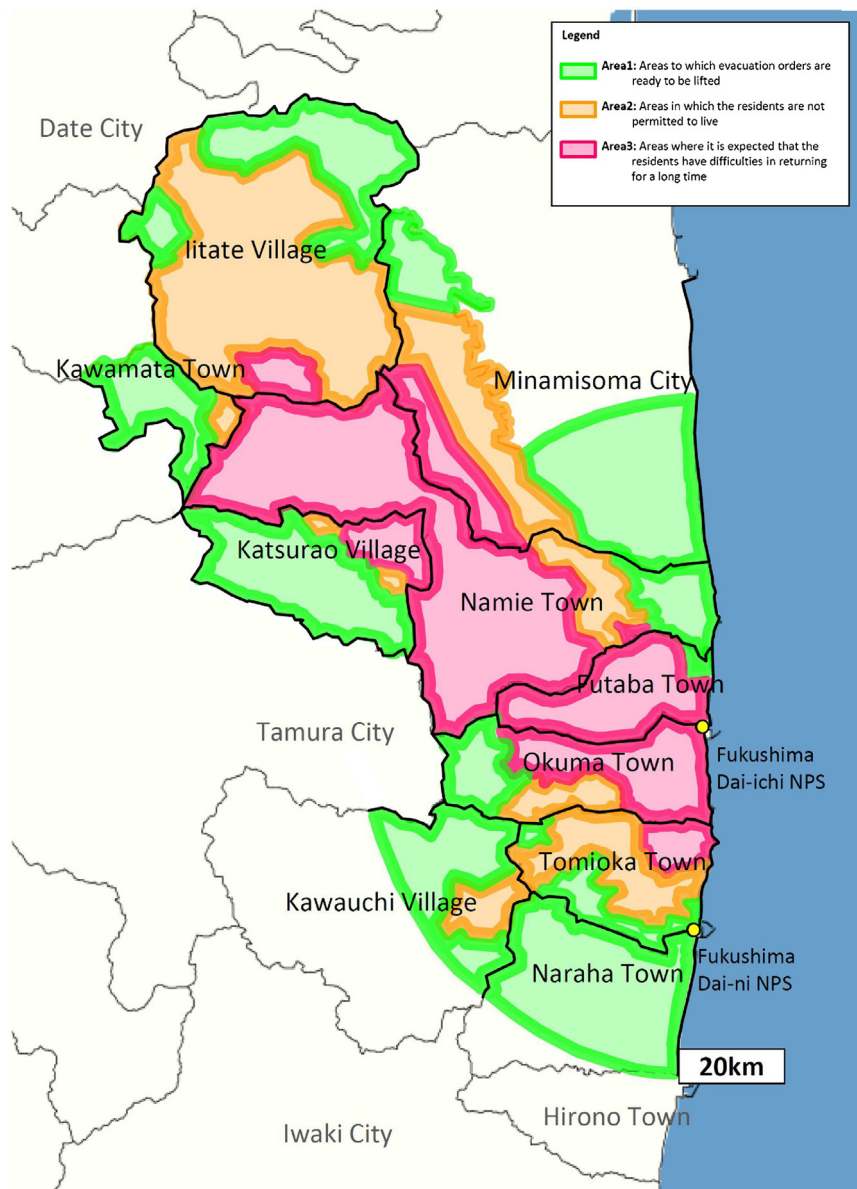 Legend
Area1: Areas to which evacuation orders are
ready to be lifted
Area2: Areas in which the residents are not
permitted to live
Area3: Areas where it is expected that the
residents have difficulties in returning
for a long time
Date City
Iitate Village
Kawamata Town
Minamisoma City
Katsurao Village
Namie Town
Futaba Town
Tamura City
Okuma Town
Fukushima
Dai-ichi NPS
Tomioka Town
Kawauchi Village
Fukushima
Dai-ni NPS
Naraha Town
20km
Hirono Town
Iwaki City